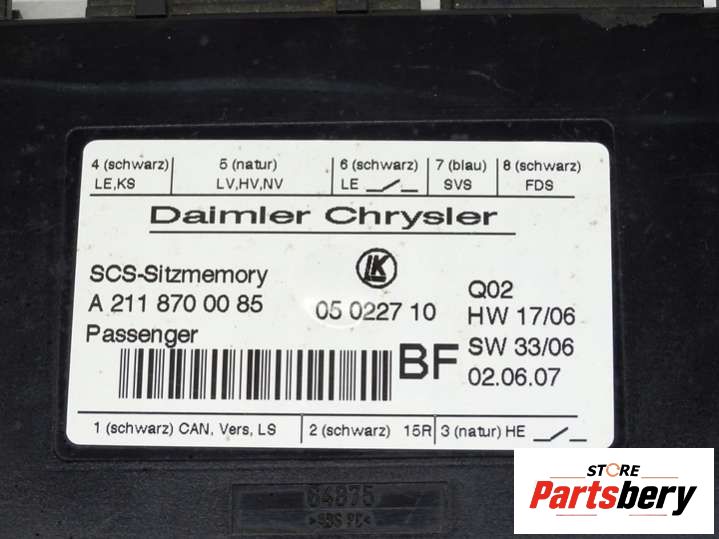 4 (schwarz) 5 (natur) 6 (schwarz) 7 (blau) 8 (schwarz)
LE,KS LV,HV,NV LE SVS FDS
Daimler Chrysler
SCS-Sitzmemory LK Q02
A 211 870 00 85 05 0227 10 HW 17/06
Passenger BF SW 33/06
02.06.07
1 (schwarz) CAN, Vers, LS 2 (schwarz) 15R 3 (natur) HE
64875
STORE
Partsbery